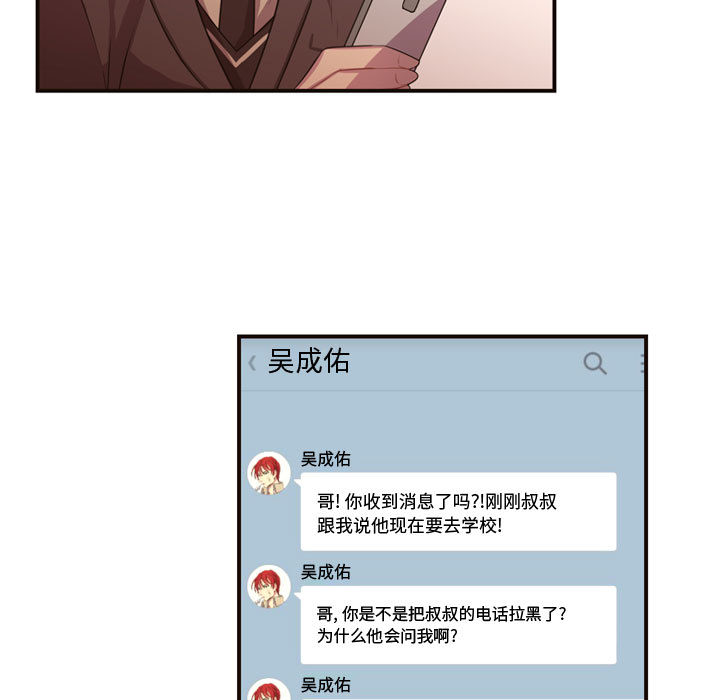 吴成佑
吴成佑
哥! 你收到消息了吗?!刚刚叔叔
跟我说他现在要去学校!
吴成佑
哥, 你是不是把叔叔的电话拉黑了?
为什么他会问我啊?
吴成佑